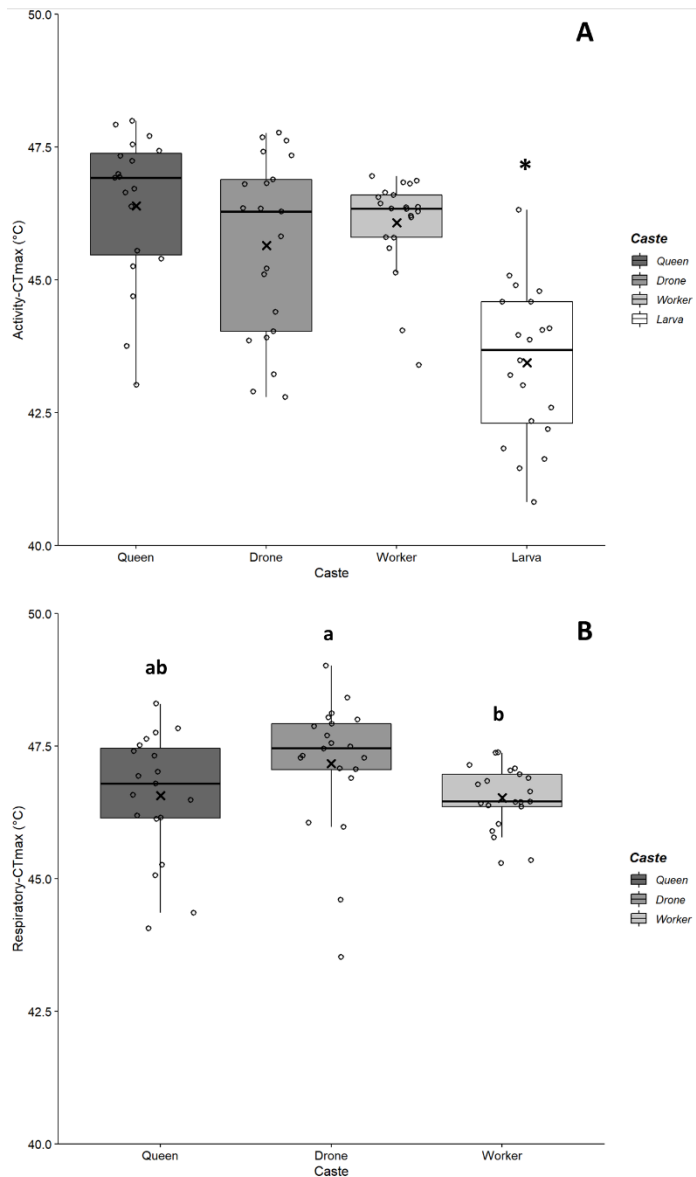 A
50.0
47.5
45.0
42.5
40.0
Activity-CTmax (°C)
*
Queen
Drone
Worker
Larva
Caste
Caste
Queen
Drone
Worker
Larva
B
50.0
47.5
45.0
42.5
40.0
Respiratory-CTmax (°C)
ab
a
b
Queen
Drone
Worker
Caste
Caste
Queen
Drone
Worker